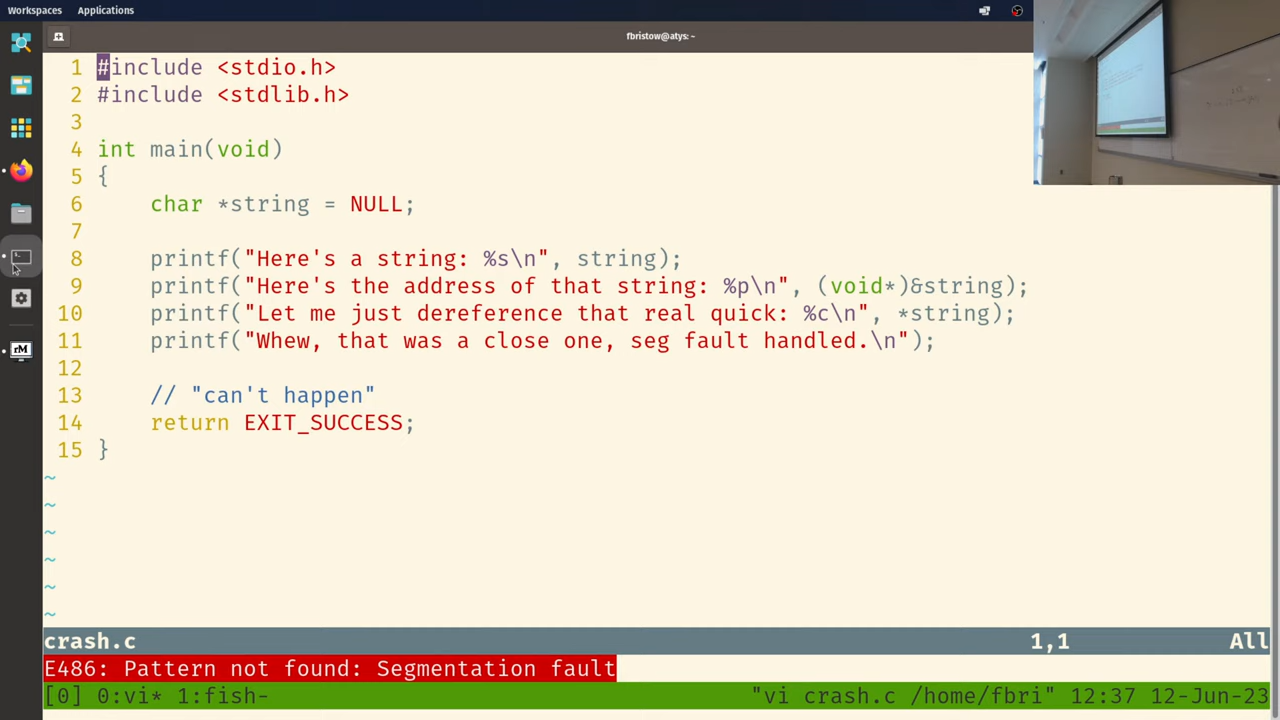 Workspaces Applications
fbristow@atys: ~
1 #include <stdio.h>
2 #include <stdlib.h>
3
4 int main(void)
5 {
6     char *string = NULL;
7
8     printf("Here's a string: %s\n", string);
9     printf("Here's the address of that string: %p\n", (void*)&string);
10     printf("Let me just dereference that real quick: %c\n", *string);
11     printf("Whew, that was a close one, seg fault handled.\n");
12
13     // "can't happen"
14     return EXIT_SUCCESS;
15 }
~
~
~
~
~
~
crash.c 1,1 All
E486: Pattern not found: Segmentation fault
[0] 0:vi* 1:fish- "vi crash.c /home/fbri" 12:37 12-Jun-23
rM